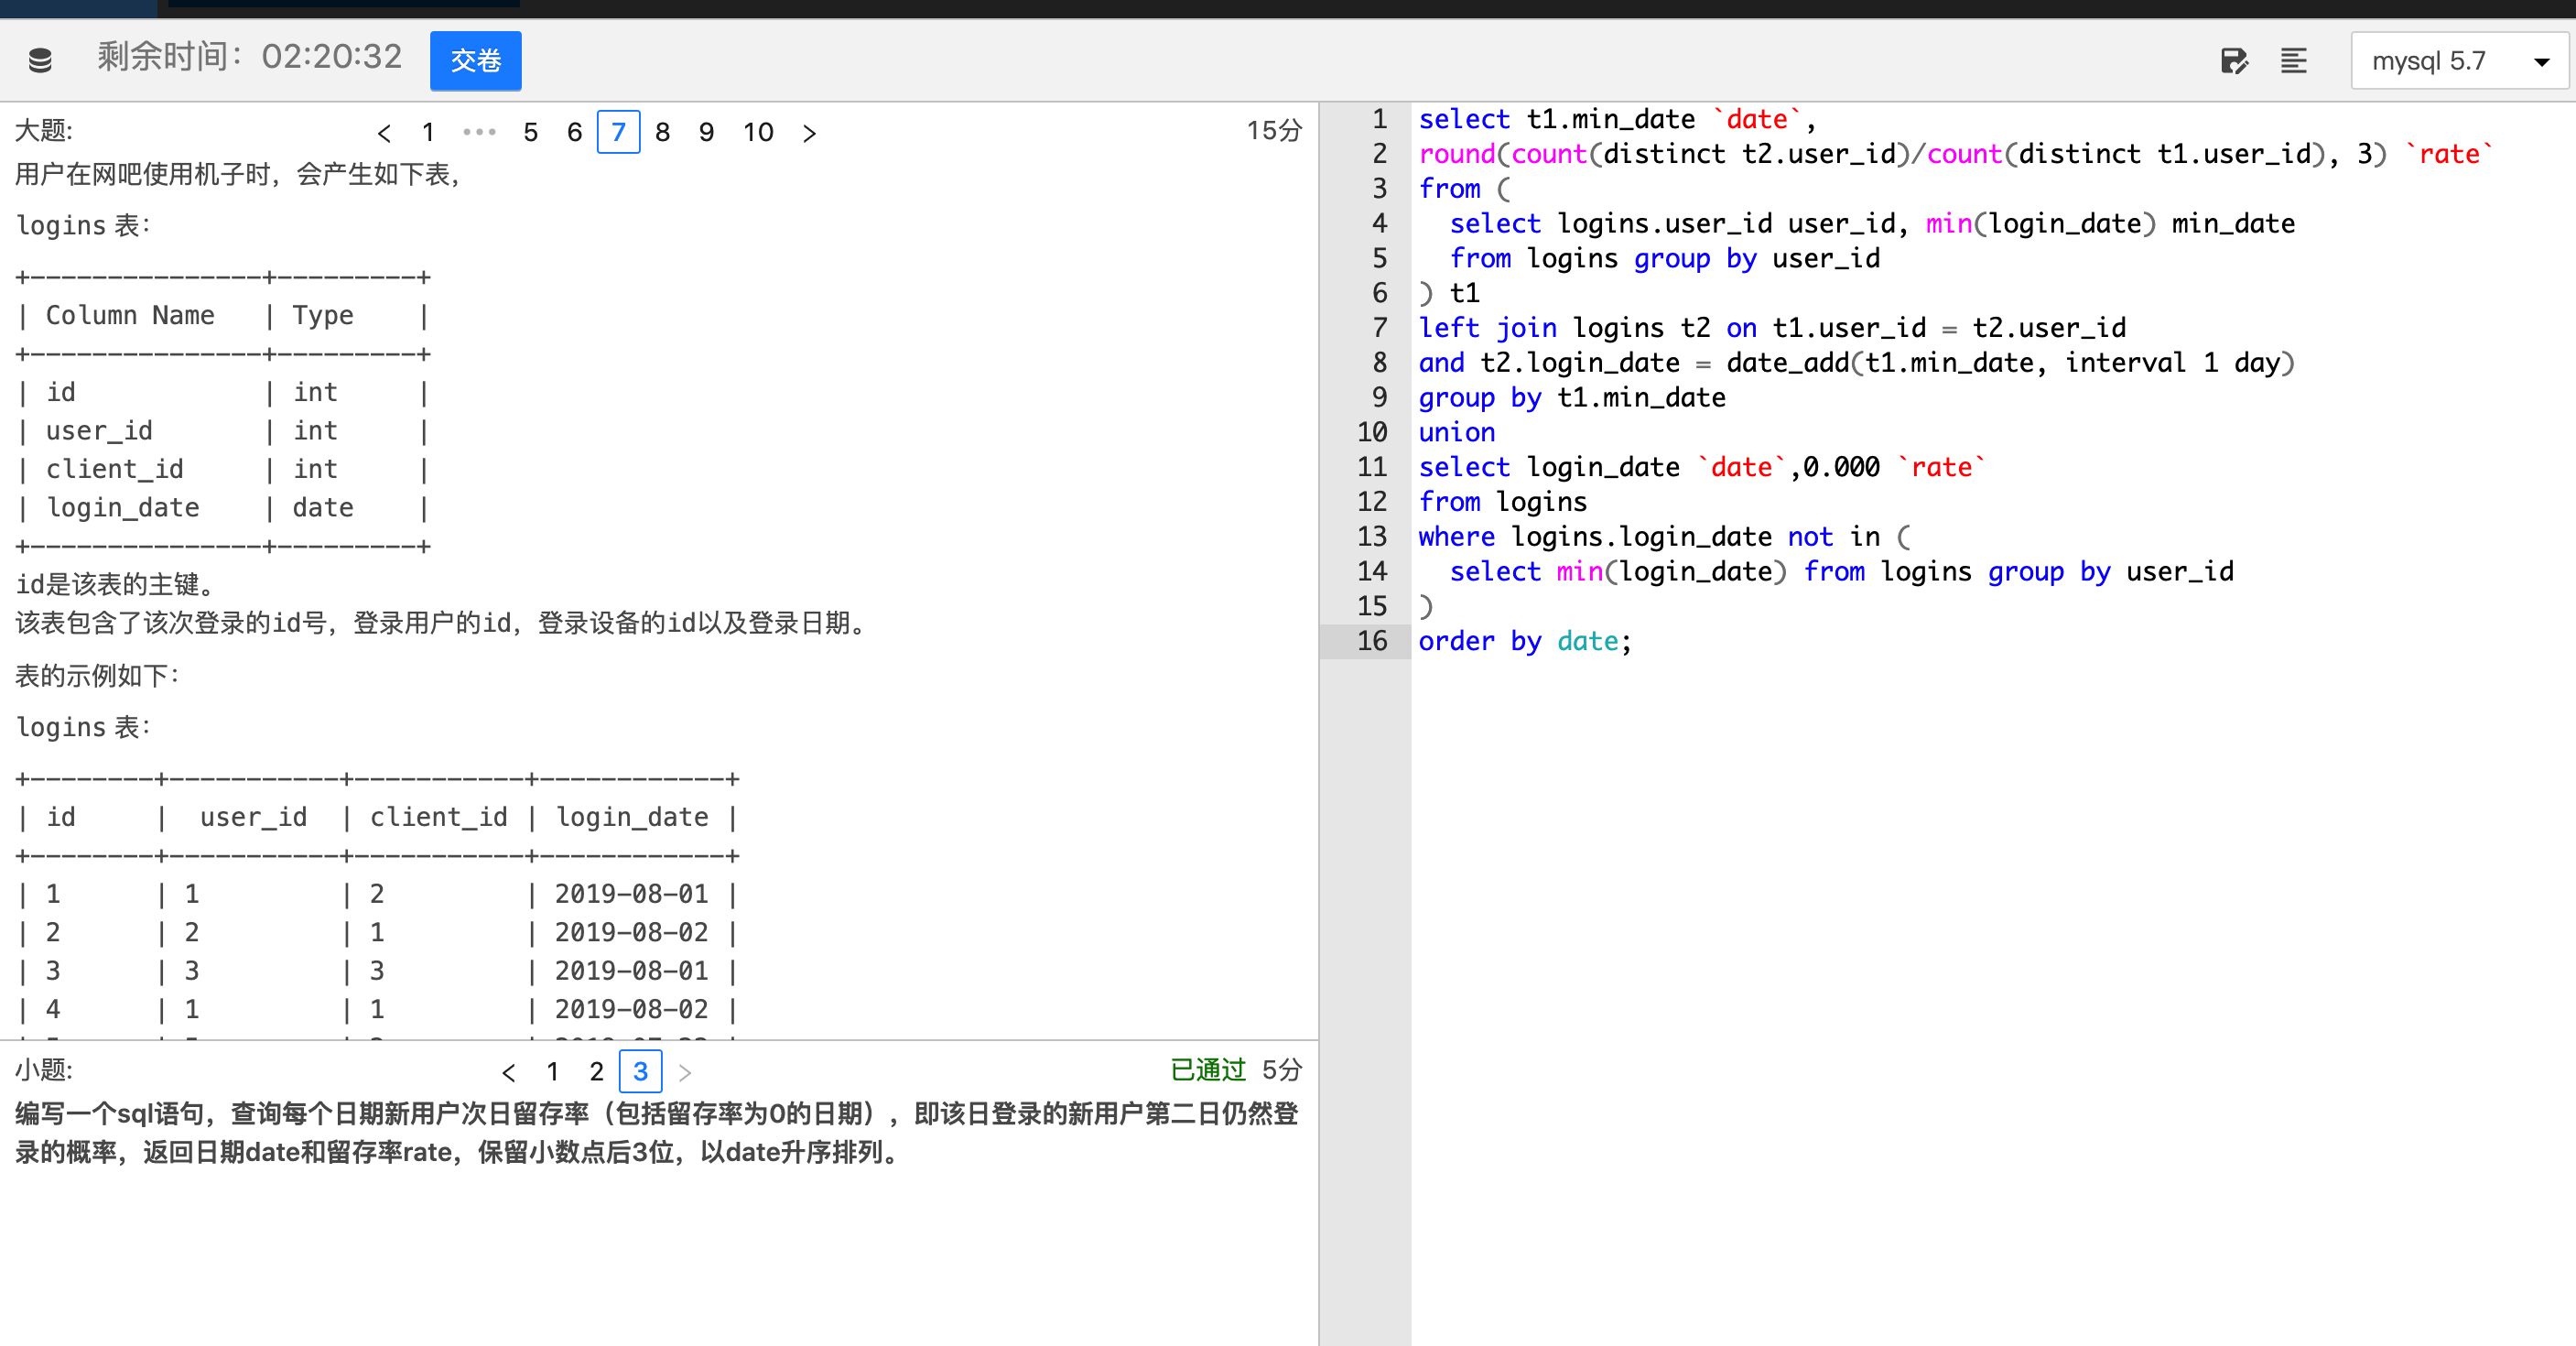 剩余时间：02:20:32 交卷 mysql 5.7
大题: < 1 ••• 5 6 7 8 9 10 > 15分
用户在网吧使用机子时，会产生如下表，
logins 表：
+---------------+---------+
| Column Name   | Type    |
+---------------+---------+
| id            | int     |
| user_id       | int     |
| client_id     | int     |
| login_date    | date    |
+---------------+---------+
id是该表的主键。
该表包含了该次登录的id号，登录用户的id，登录设备的id以及登录日期。
表的示例如下：
logins 表：
+--------+-----------+-----------+------------+
| id     |  user_id  | client_id | login_date |
+--------+-----------+-----------+------------+
| 1      | 1         | 2         | 2019-08-01 |
| 2      | 2         | 1         | 2019-08-02 |
| 3      | 3         | 3         | 2019-08-01 |
| 4      | 1         | 1         | 2019-08-02 |
小题: < 1 2 3 > 已通过 5分
编写一个sql语句，查询每个日期新用户次日留存率（包括留存率为0的日期），即该日登录的新用户第二日仍然登
录的概率，返回日期date和留存率rate，保留小数点后3位，以date升序排列。
1 select t1.min_date `date`,
2 round(count(distinct t2.user_id)/count(distinct t1.user_id), 3) `rate`
3 from (
4   select logins.user_id user_id, min(login_date) min_date
5   from logins group by user_id
6 ) t1
7 left join logins t2 on t1.user_id = t2.user_id
8 and t2.login_date = date_add(t1.min_date, interval 1 day)
9 group by t1.min_date
10 union
11 select login_date `date`,0.000 `rate`
12 from logins
13 where logins.login_date not in (
14   select min(login_date) from logins group by user_id
15 )
16 order by date;